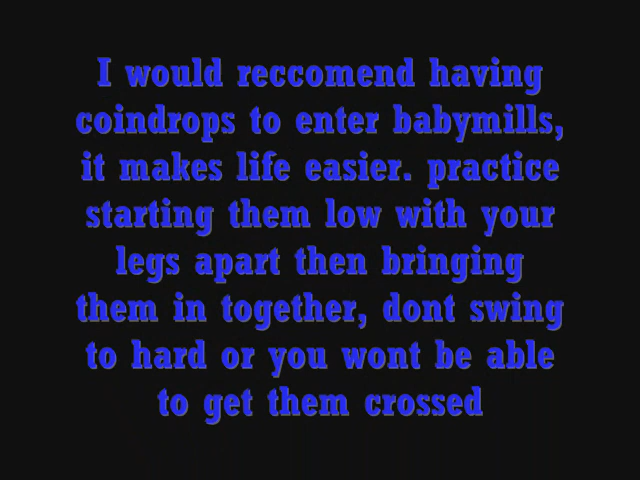 I would reccomend having
coindrops to enter babymills,
it makes life easier. practice
starting them low with your
legs apart then bringing
them in together, dont swing
to hard or you wont be able
to get them crossed